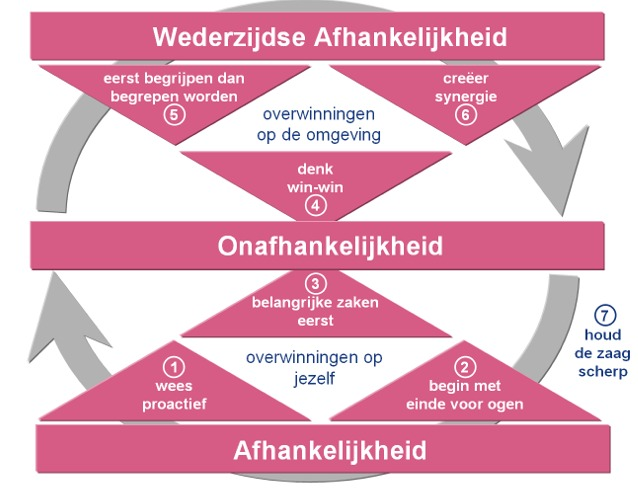 Wederzijdse Afhankelijkheid
eerst begrijpen dan
begrepen worden
5
creëer
synergie
6
overwinningen
op de omgeving
denk
win-win
4
Onafhankelijkheid
3
belangrijke zaken
eerst
7
houd
de zaag
scherp
overwinningen op
jezelf
1
wees
proactief
2
begin met
einde voor ogen
Afhankelijkheid